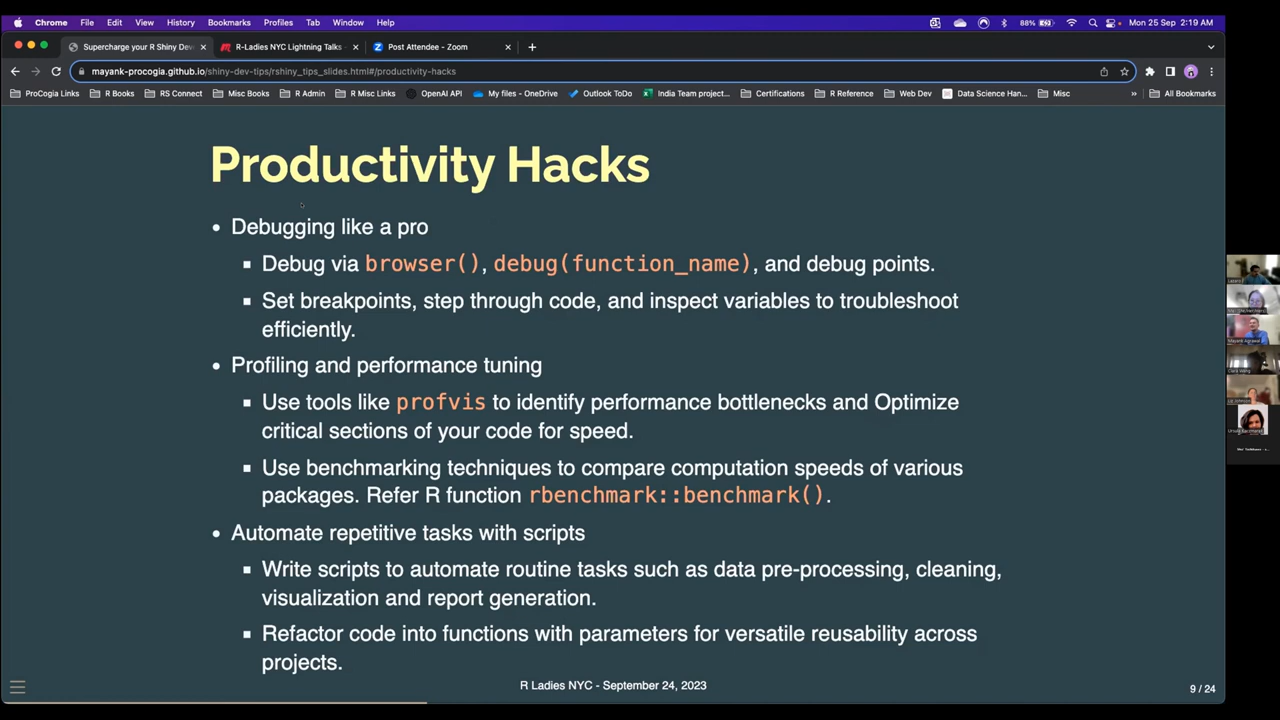 Chrome File Edit View History Bookmarks Profiles Tab Window Help 88% Mon 25 Sep 2:19 AM
Supercharge your R Shiny Dev R-Ladies NYC Lightning Talks Post Attendee - Zoom
mayank-procogia.github.io/shiny-dev-tips/rshiny_tips_slides.html#/productivity-hacks
ProCogia Links R Books RS Connect Misc Books R Admin R Misc Links OpenAI API My files - OneDrive Outlook ToDo India Team project... Certifications R Reference Web Dev Data Science Han... Misc » All Bookmarks
Productivity Hacks
• Debugging like a pro
▪ Debug via browser(), debug(function_name), and debug points.
▪ Set breakpoints, step through code, and inspect variables to troubleshoot
efficiently.
• Profiling and performance tuning
▪ Use tools like profvis to identify performance bottlenecks and Optimize
critical sections of your code for speed.
▪ Use benchmarking techniques to compare computation speeds of various
packages. Refer R function rbenchmark::benchmark().
• Automate repetitive tasks with scripts
▪ Write scripts to automate routine tasks such as data pre-processing, cleaning,
visualization and report generation.
▪ Refactor code into functions with parameters for versatile reusability across
projects.
R Ladies NYC - September 24, 2023
9 / 24